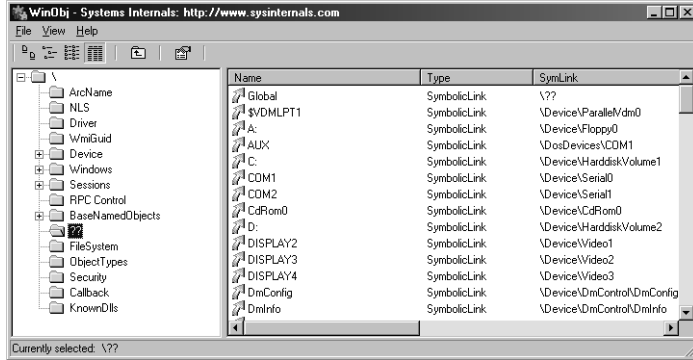 WinObj - Systems Internals: http://www.sysinternals.com
File View Help
\
ArcName
NLS
Driver
WmiGuid
Device
Windows
Sessions
RPC Control
BaseNamedObjects
??
FileSystem
ObjectTypes
Security
Callback
KnownDlls
Name Type SymLink
Global SymbolicLink \??
$VDMLPT1 SymbolicLink \Device\ParallelVdm0
A: SymbolicLink \Device\Floppy0
AUX SymbolicLink \DosDevices\COM1
C: SymbolicLink \Device\HarddiskVolume1
COM1 SymbolicLink \Device\Serial0
COM2 SymbolicLink \Device\Serial1
CdRom0 SymbolicLink \Device\CdRom0
D: SymbolicLink \Device\HarddiskVolume2
DISPLAY2 SymbolicLink \Device\Video1
DISPLAY3 SymbolicLink \Device\Video2
DISPLAY4 SymbolicLink \Device\Video3
DmConfig SymbolicLink \Device\DmControl\DmConfig
DmInfo SymbolicLink \Device\DmControl\DmInfo
Currently selected: \??